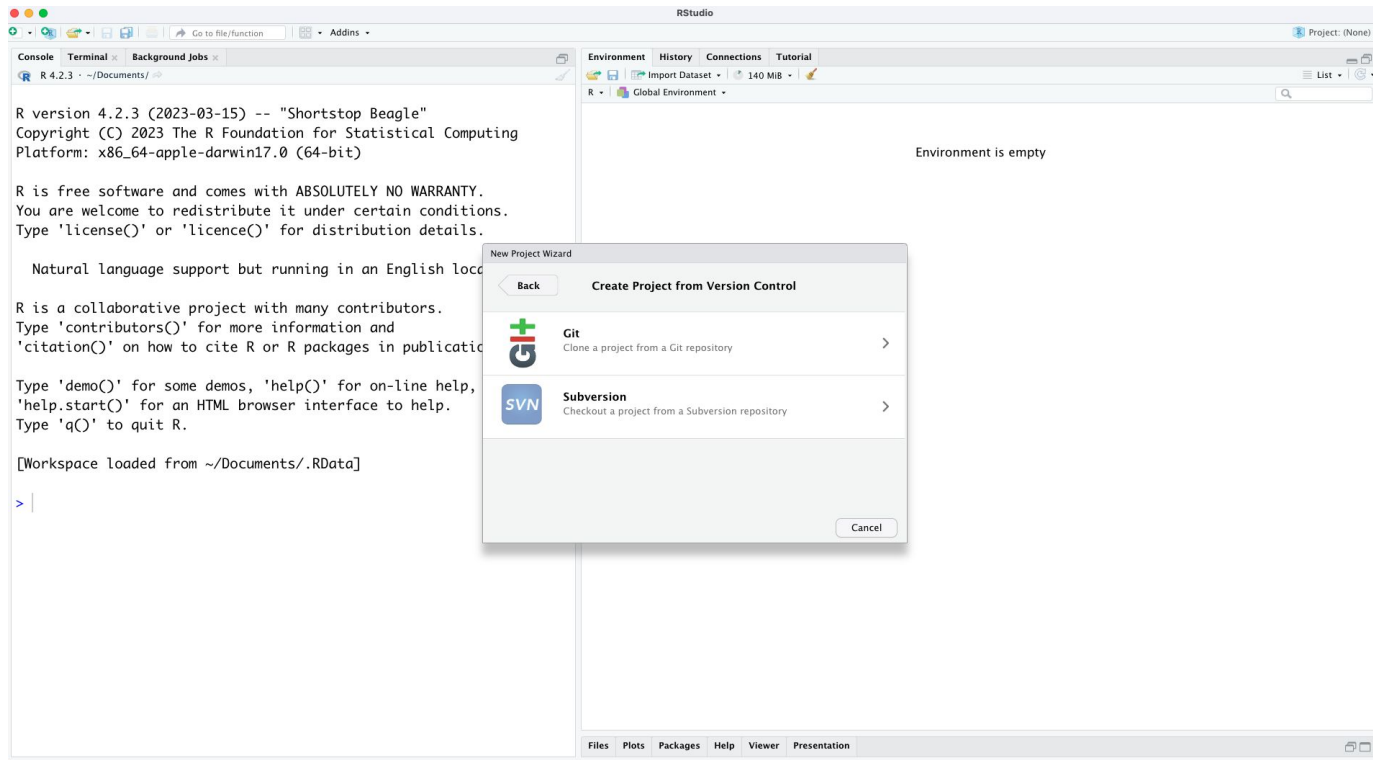 RStudio
Go to file/function
Addins
Project: (None)
Console Terminal Background Jobs
R 4.2.3 · ~/Documents/
R version 4.2.3 (2023-03-15) -- "Shortstop Beagle"
Copyright (C) 2023 The R Foundation for Statistical Computing
Platform: x86_64-apple-darwin17.0 (64-bit)
R is free software and comes with ABSOLUTELY NO WARRANTY.
You are welcome to redistribute it under certain conditions.
Type 'license()' or 'licence()' for distribution details.
Natural language support but running in an English loca
R is a collaborative project with many contributors.
Type 'contributors()' for more information and
'citation()' on how to cite R or R packages in publicatio
Type 'demo()' for some demos, 'help()' for on-line help,
'help.start()' for an HTML browser interface to help.
Type 'q()' to quit R.
[Workspace loaded from ~/Documents/.RData]
>
Environment History Connections Tutorial
Import Dataset 140 MiB List
R Global Environment
Environment is empty
New Project Wizard
Back Create Project from Version Control
Git
Clone a project from a Git repository
SVN
Subversion
Checkout a project from a Subversion repository
Cancel
Files Plots Packages Help Viewer Presentation